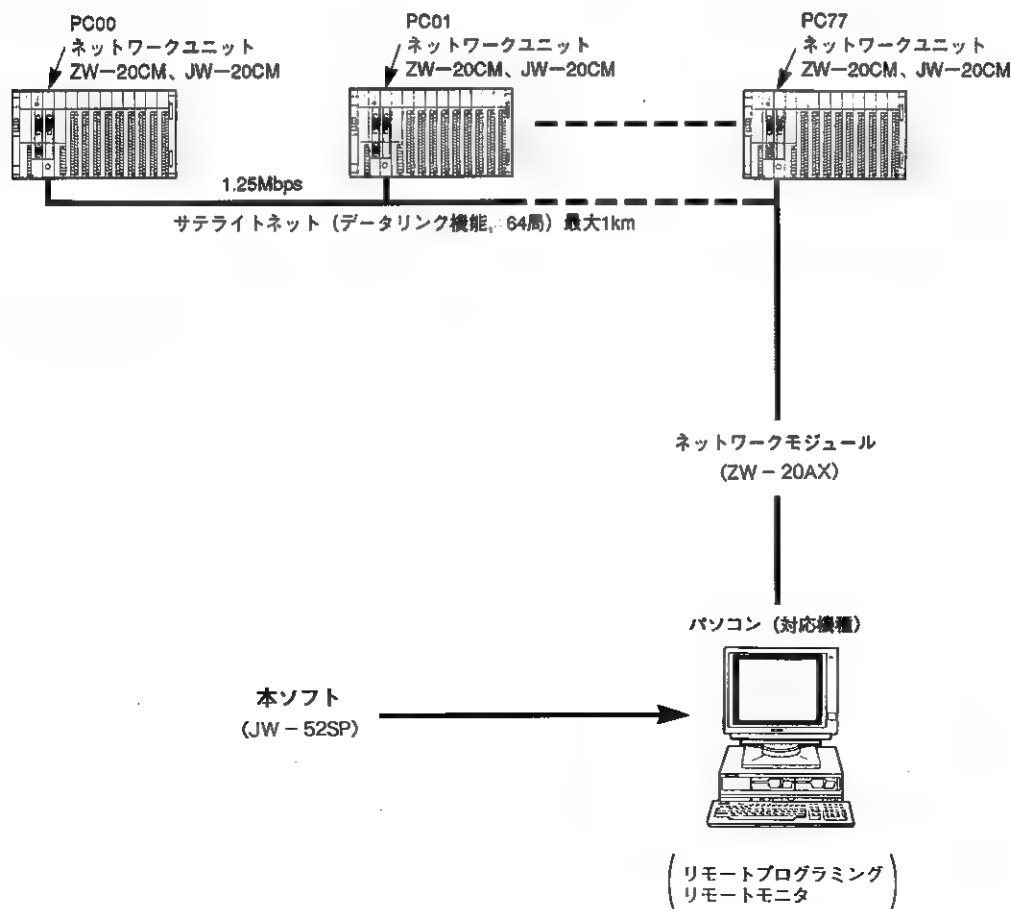 PC00
ネットワークユニット
ZW－20CM、JW－20CM
PC01
ネットワークユニット
ZW－20CM、JW－20CM
PC77
ネットワークユニット
ZW－20CM、JW－20CM
1.25Mbps
サテライトネット（データリンク機能、64局）最大1km
ネットワークモジュール
(ZW－20AX)
パソコン（対応機種）
本ソフト
(JW－52SP)
リモートプログラミング
リモートモニタ